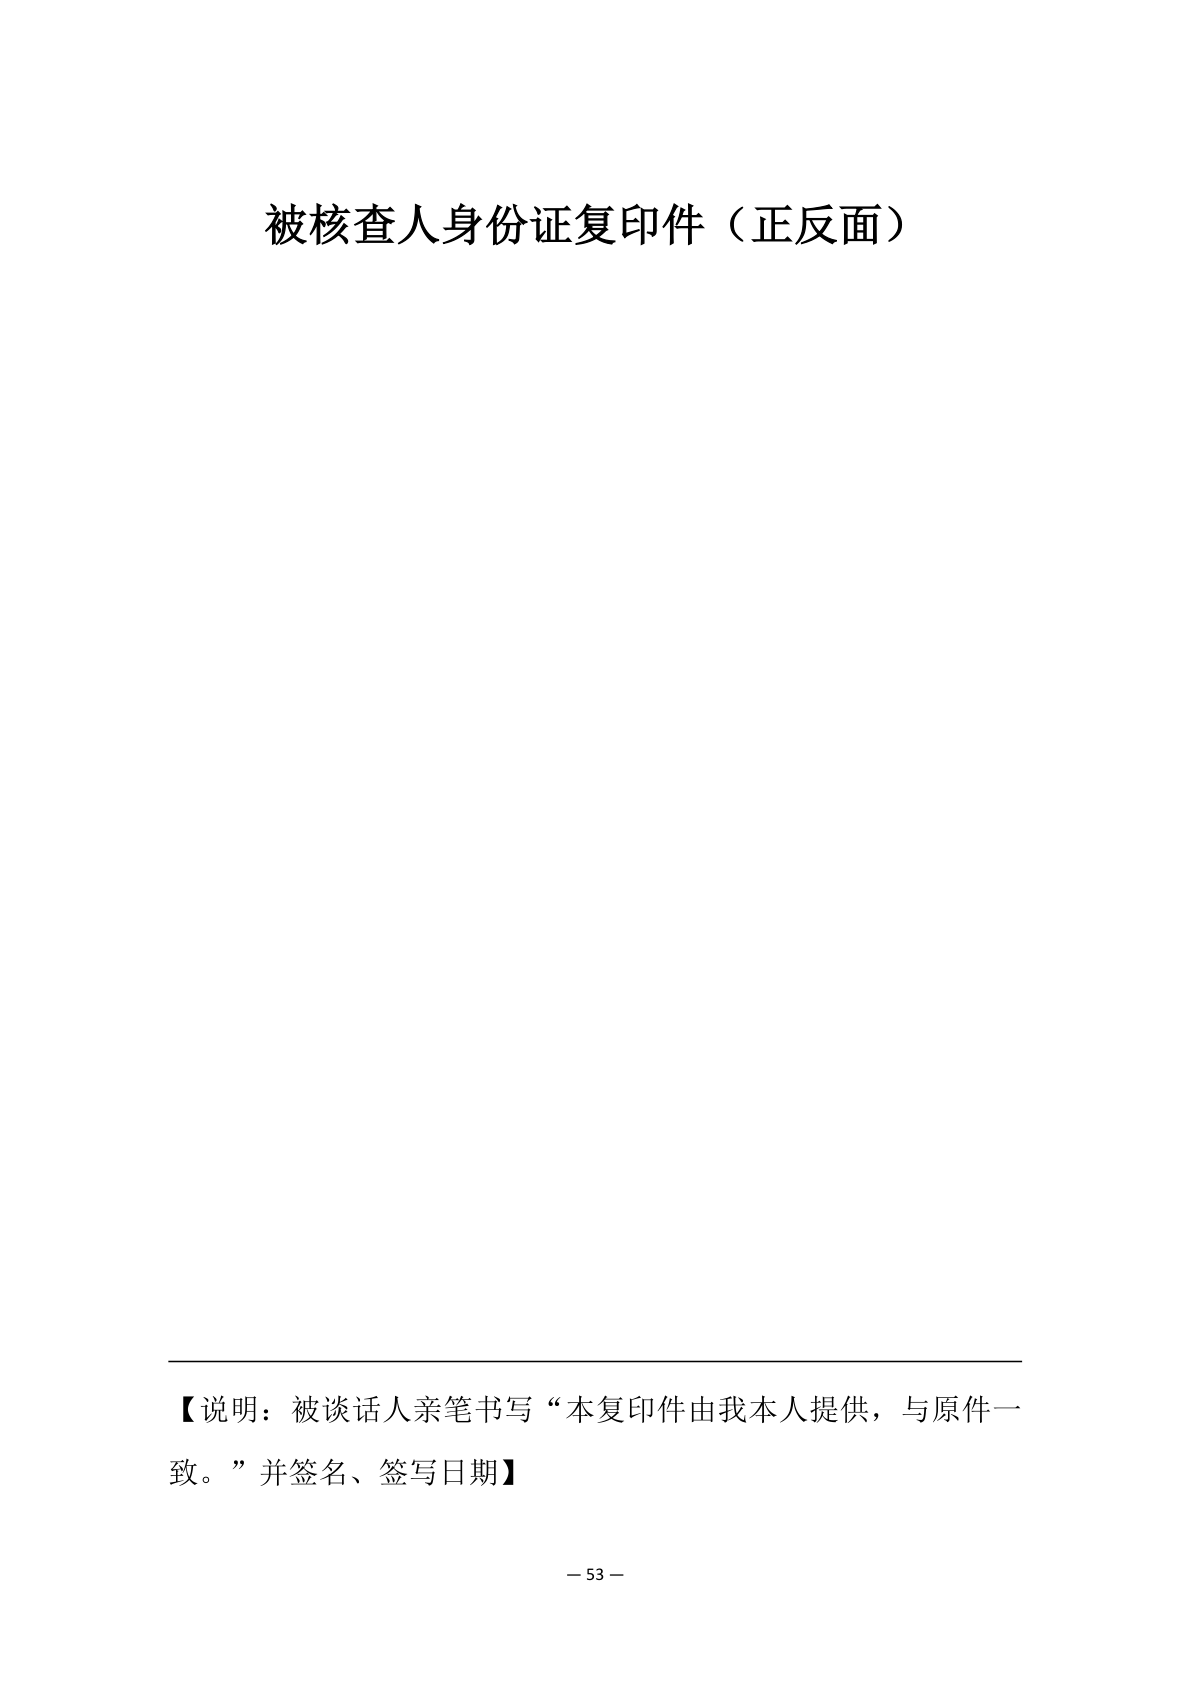 被核查人身份证复印件（正反面）
【说明：被谈话人亲笔书写“本复印件由我本人提供，与原件一
致。”并签名、签写日期】
— 53 —